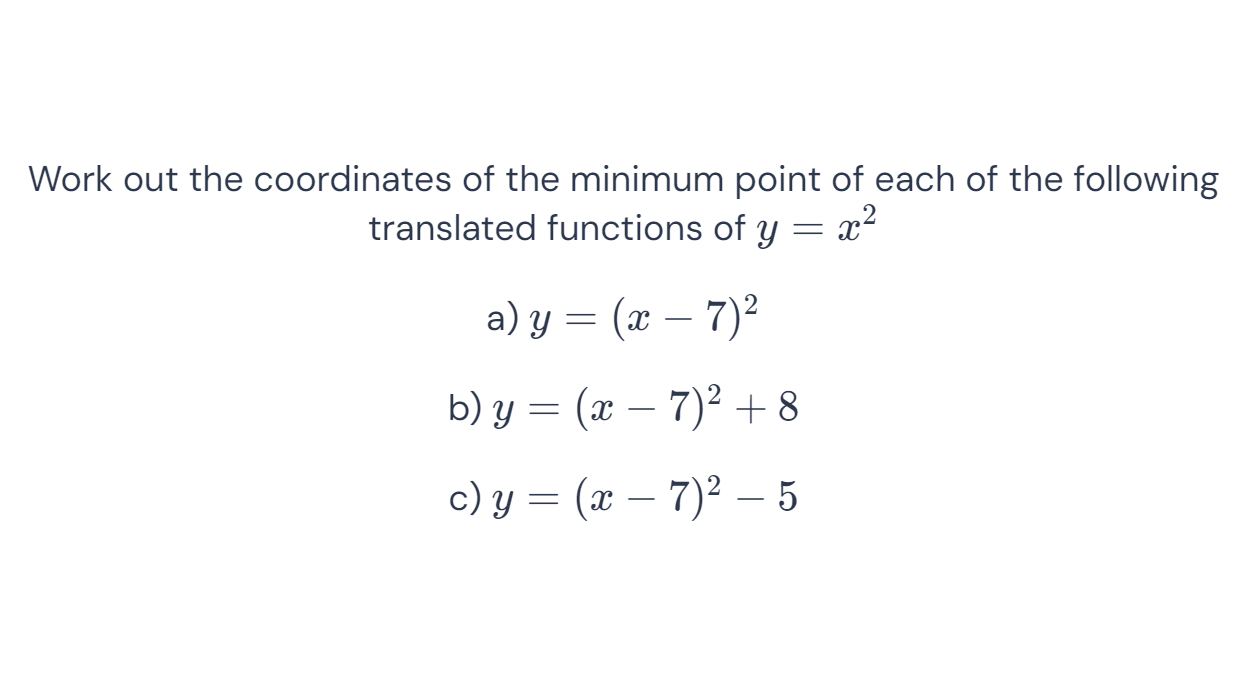 Work out the coordinates of the minimum point of each of the following
translated functions of y = x²
a) y = (x − 7)²
b) y = (x − 7)² + 8
c) y = (x − 7)² − 5